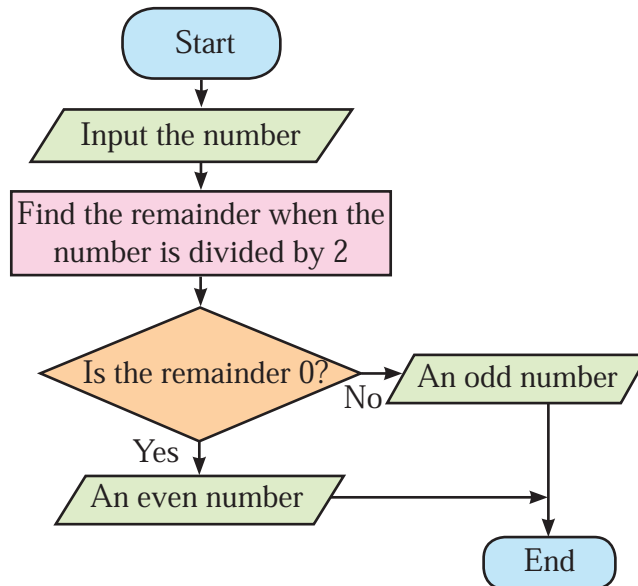 Start
Input the number
Find the remainder when the
number is divided by 2
Is the remainder 0?
No
An odd number
Yes
An even number
End